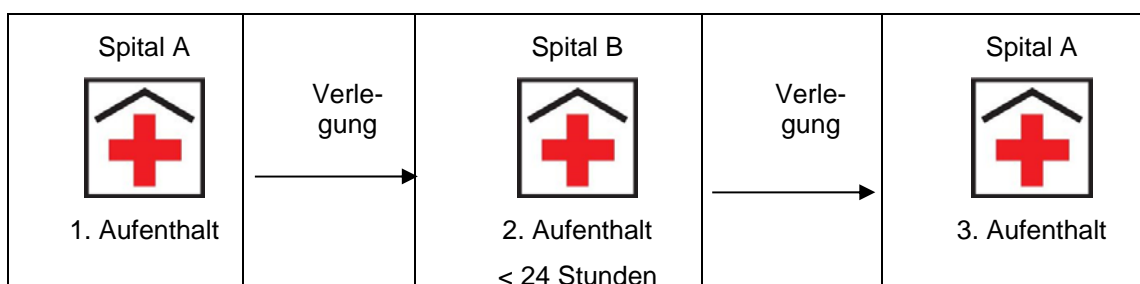 Spital A
1. Aufenthalt
Verle-
gung
Spital B
2. Aufenthalt
< 24 Stunden
Verle-
gung
Spital A
3. Aufenthalt